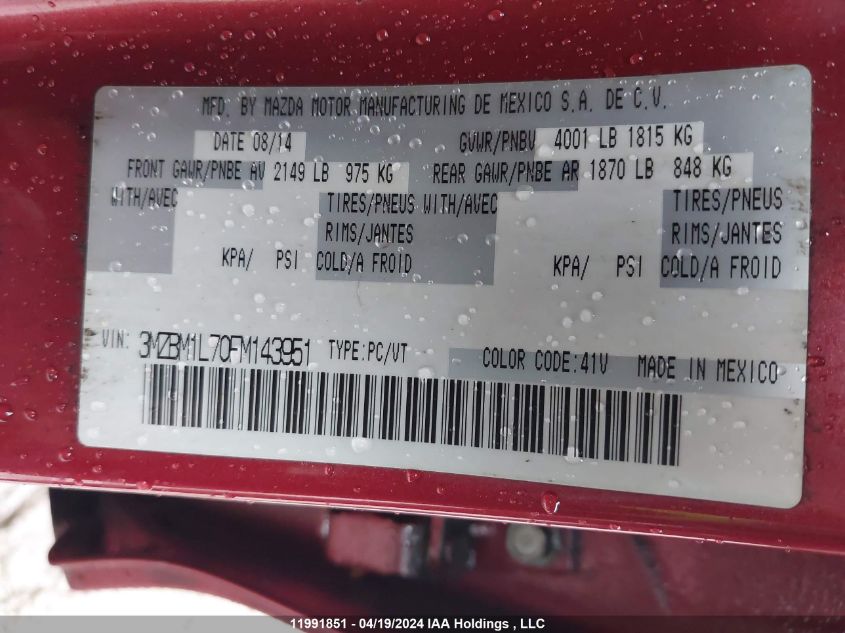 MFD. BY MAZDA MOTOR MANUFACTURING DE MEXICO S.A. DE C.V.
DATE 08/14 GVWR/PNBV 4001 LB 1815 KG
FRONT GAWR/PNBE AV 2149 LB 975 KG REAR GAWR/PNBE AR 1870 LB 848 KG
WITH/AVEC TIRES/PNEUS WITH/AVEC TIRES/PNEUS
RIMS/JANTES RIMS/JANTES
KPA/ PSI COLD/A FROID KPA/ PSI COLD/A FROID
VIN: 3MZBM1L70FM143951 TYPE:PC/VT COLOR CODE:41V MADE IN MEXICO
11991851 - 04/19/2024 IAA Holdings , LLC